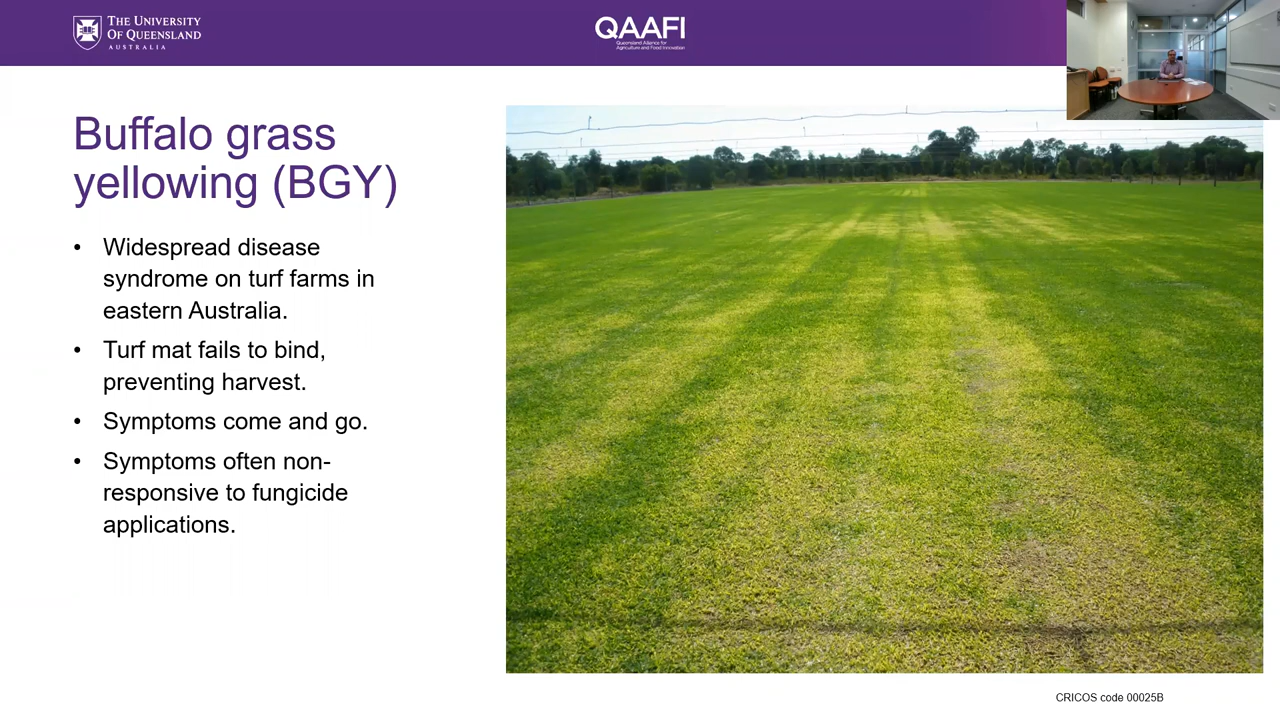 THE UNIVERSITY
OF QUEENSLAND
AUSTRALIA
QAAFI
Queensland Alliance for
Agriculture and Food Innovation
Buffalo grass
yellowing (BGY)
• Widespread disease
syndrome on turf farms in
eastern Australia.
• Turf mat fails to bind,
preventing harvest.
• Symptoms come and go.
• Symptoms often non-
responsive to fungicide
applications.
CRICOS code 00025B